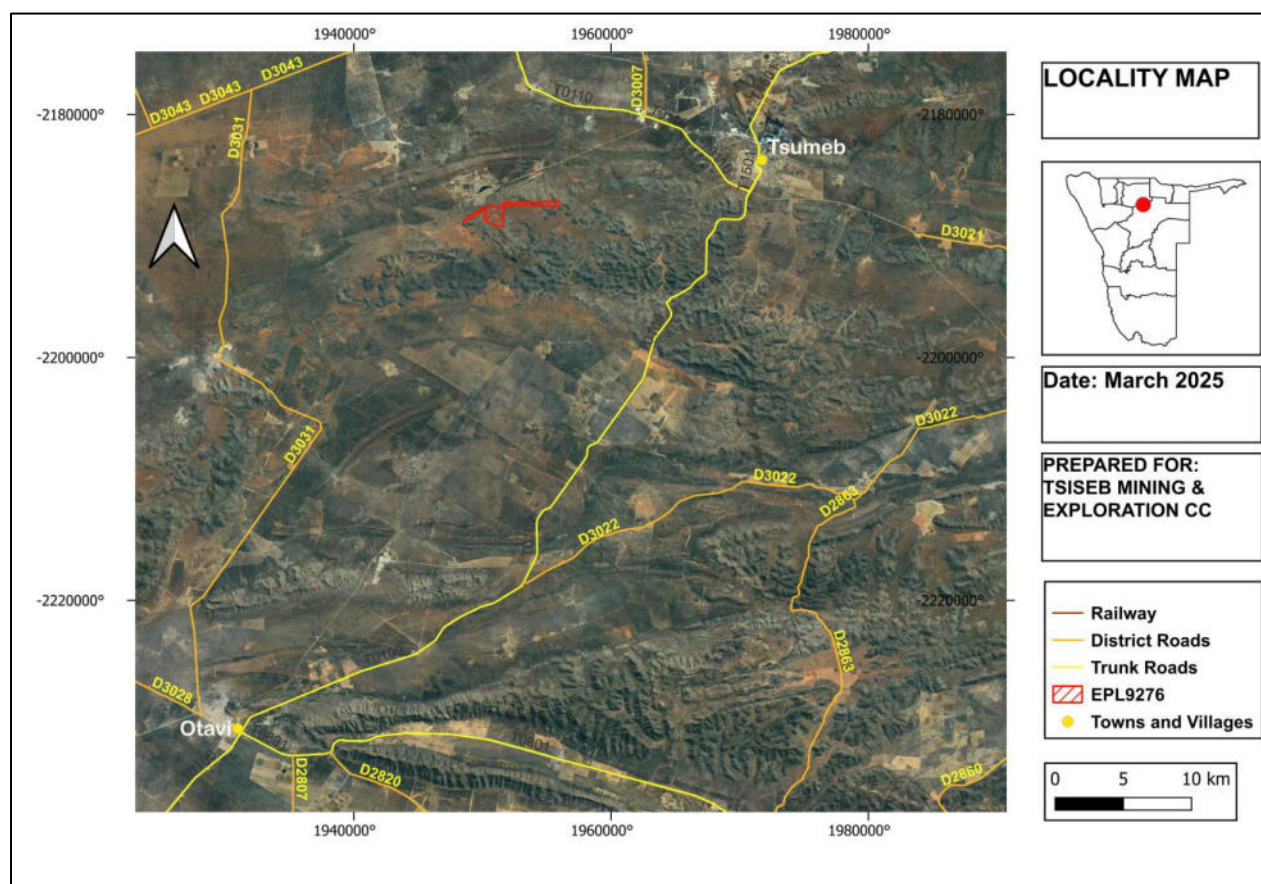 1940000°
1960000°
1980000°
-2180000°
-2200000°
-2220000°
D3043
D3043
D3043
D3031
T0110
D3007
Tsumeb
T1501
D3021
D3031
D3022
D3022
D2863
D3022
D2863
D3028
Otavi
T0801
D2807
D2820
D2860
-2180000°
-2200000°
-2220000°
1940000°
1960000°
1980000°
LOCALITY MAP
Date: March 2025
PREPARED FOR:
TSISEB MINING &
EXPLORATION CC
Railway
District Roads
Trunk Roads
EPL9276
Towns and Villages
0 5 10 km